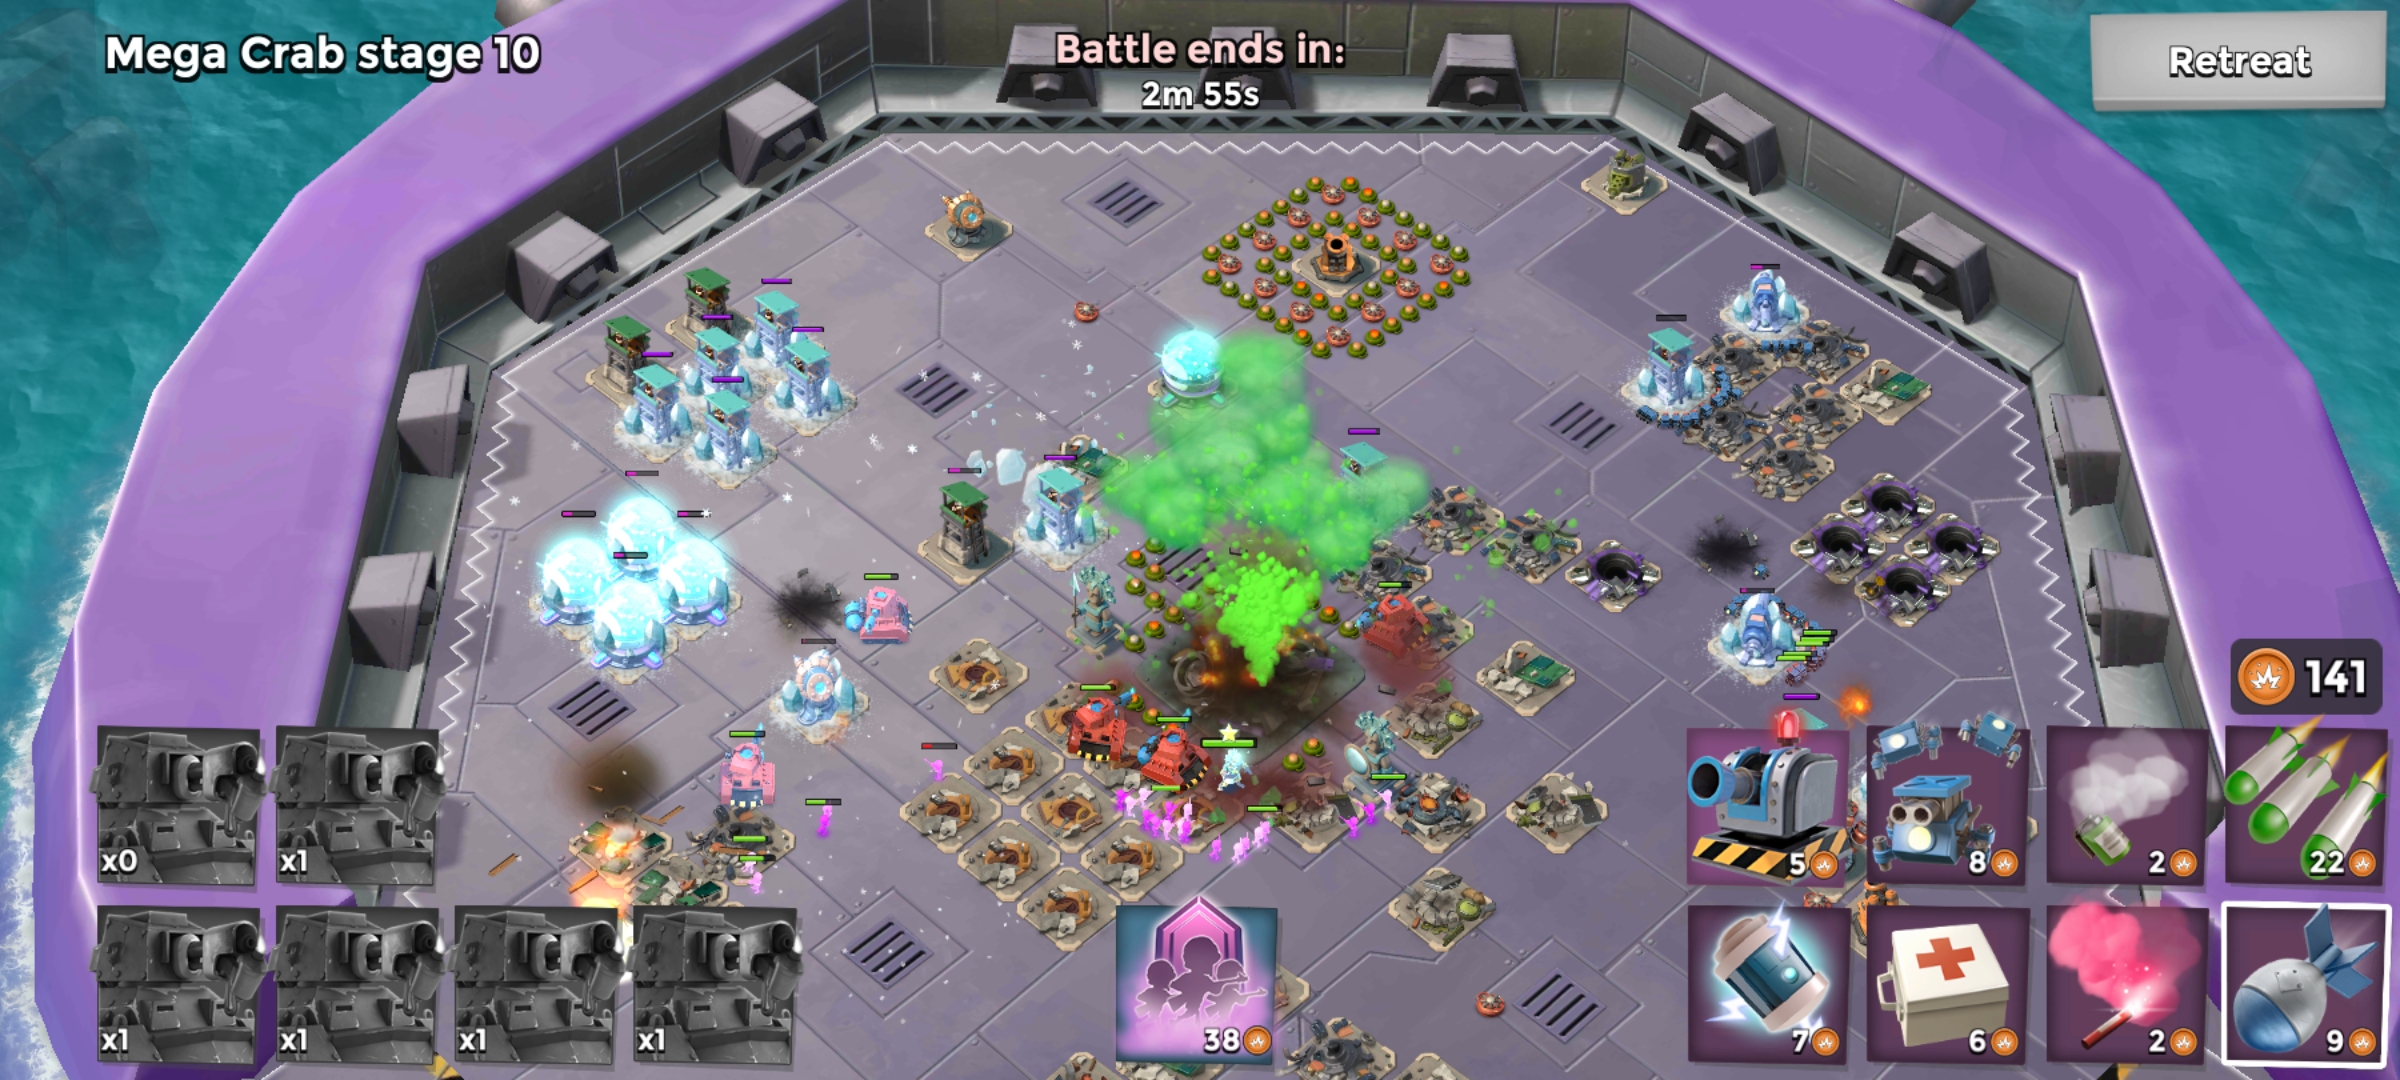 Mega Crab stage 10
Battle ends in:
2m 55s
Retreat
141
x0
x1
5
8
2
22
x1
x1
x1
x1
38
7
6
2
9